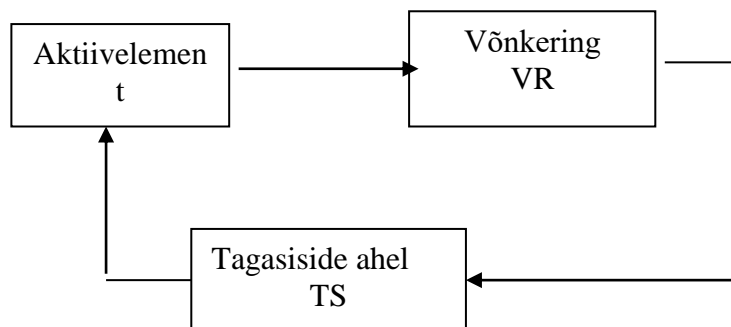 Aktiivelemen
t
Võnkering
VR
Tagasiside ahel
TS